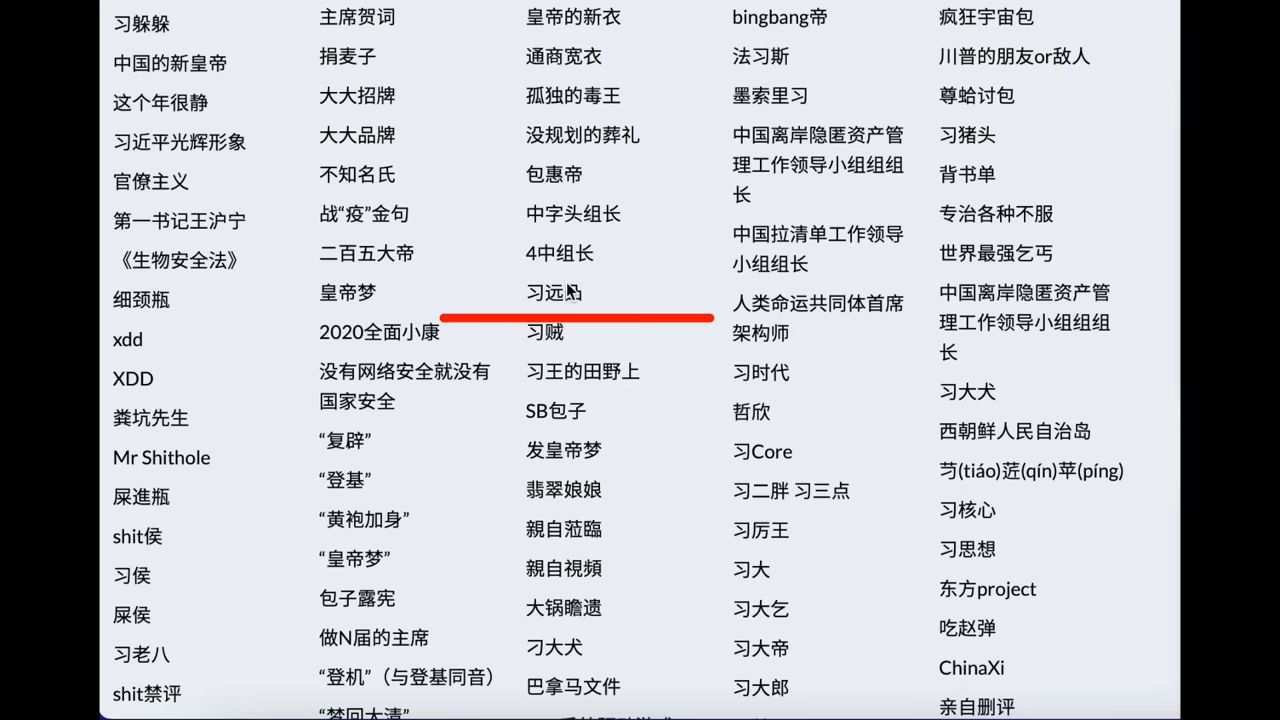 习躲躲
中国的新皇帝
这个年很静
习近平光辉形象
官僚主义
第一书记王沪宁
《生物安全法》
细颈瓶
xdd
XDD
粪坑先生
Mr Shithole
屎進瓶
shit侯
习侯
屎侯
习老八
shit禁评
主席贺词
捐麦子
大大招牌
大大品牌
不知名氏
战“疫”金句
二百五大帝
皇帝梦
2020全面小康
没有网络安全就没有
国家安全
“复辟”
“登基”
“黄袍加身”
“皇帝梦”
包子露宪
做N届的主席
“登机”（与登基同音）
“梦回大清”
皇帝的新衣
通商宽衣
孤独的毒王
没规划的葬礼
包惠帝
中字头组长
4中组长
习远
习贼
习王的田野上
SB包子
发皇帝梦
翡翠娘娘
親自蒞臨
親自視頻
大锅瞻遗
刁大犬
巴拿马文件
bingbang帝
法习斯
墨索里习
中国离岸隐匿资产管
理工作领导小组组组
长
中国拉清单工作领导
小组组长
人类命运共同体首席
架构师
习时代
哲欣
习Core
习二胖 习三点
习厉王
习大
习大乞
习大帝
习大郎
疯狂宇宙包
川普的朋友or敌人
尊蛤讨包
习猪头
背书单
专治各种不服
世界最强乞丐
中国离岸隐匿资产管
理工作领导小组组组
长
习大犬
西朝鲜人民自治岛
芀(tiáo)菦(qín)苹(píng)
习核心
习思想
东方project
吃赵弹
ChinaXi
亲自删评